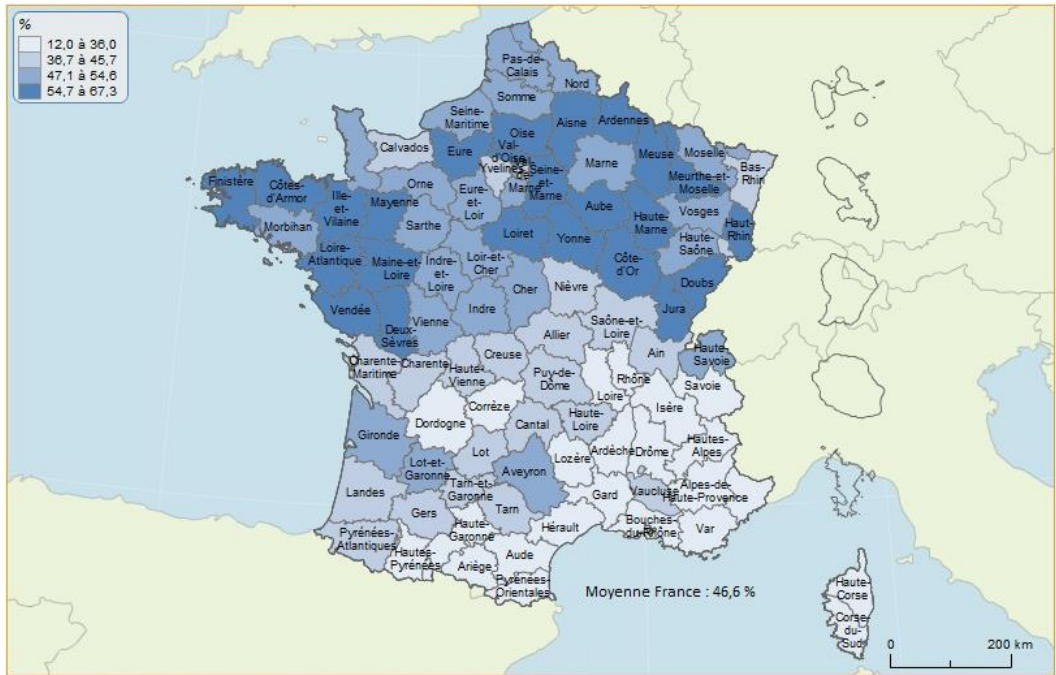 %
12,0 à 36,0
36,7 à 45,7
47,1 à 54,6
54,7 à 67,3
Pas-de-
Calais
Nord
Somme
Seine-
Maritime
Aisne
Ardennes
Oise
Calvados
Eure
Val-
d'Oise
Yvelines
Seine-
et-
Marne
Marne
Marne
Meuse
Moselle
Bas-
Rhin
Meurthe-et-
Moselle
Finistère
Côtes-
d'Armor
Ille-
et-
Vilaine
Mayenne
Orne
Eure-
et-
Loir
Aube
Haute-
Marne
Vosges
Haut-
Rhin
Morbihan
Sarthe
Loiret
Yonne
Haute-
Saône
Loire-
Atlantique
Maine-et-
Loire
Indre-
et-
Loire
Loir-et-
Cher
Côte-
d'Or
Doubs
Cher
Nièvre
Vendée
Deux-
Sèvres
Vienne
Indre
Jura
Saône-et-
Loire
Allier
Charente-
Maritime
Charente
Haute-
Vienne
Creuse
Ain
Haute-
Savoie
Puy-de-
Dôme
Rhône
Loire
Savoie
Corrèze
Dordogne
Isère
Gironde
Cantal
Haute-
Loire
Lot
Ardèche
Drôme
Hautes-
Alpes
Lot-et-
Garonne
Aveyron
Lozère
Landes
Tarn-et-
Garonne
Gard
Vaucluse
Alpes-de-
Haute-Provence
Gers
Tarn
Pyrénées-
Atlantiques
Haute-
Garonne
Hérault
Bouches-
du-Rhône
Var
Hautes-
Pyrénées
Ariège
Aude
Pyrénées-
Orientales
Moyenne France : 46,6 %
Haute-
Corse
Corse-
du-
Sud
0
200 km